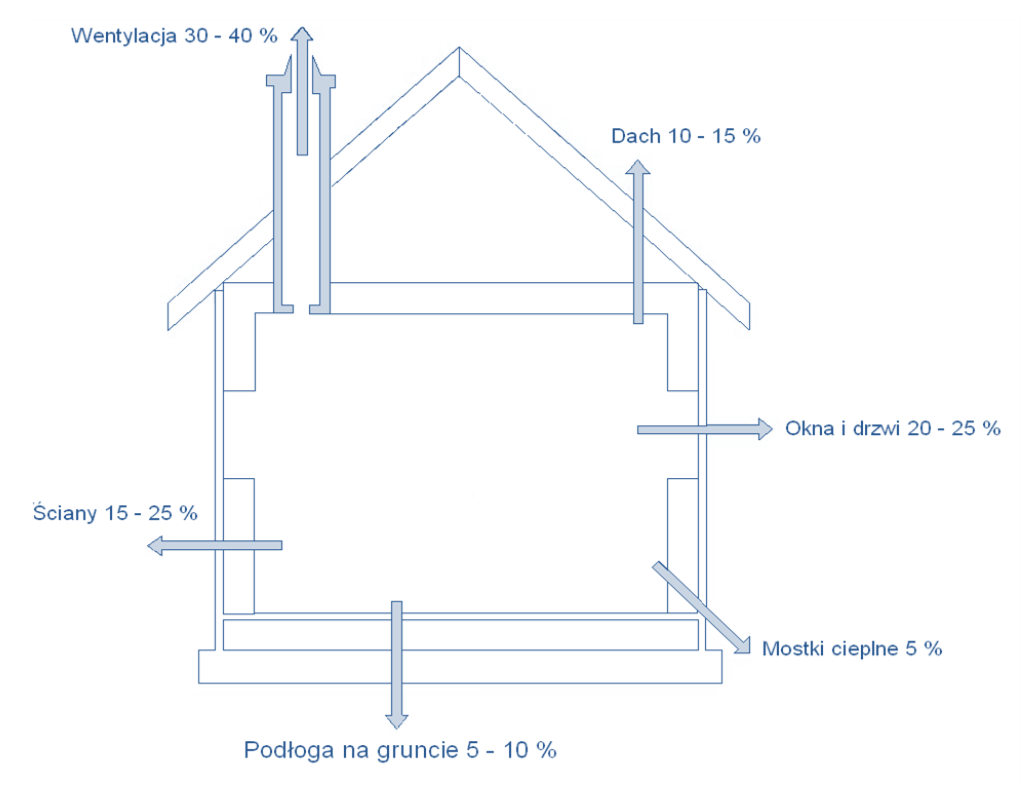 Wentylacja 30 - 40 %
Dach 10 - 15 %
Okna i drzwi 20 - 25 %
Ściany 15 - 25 %
Mostki cieplne 5 %
Podłoga na gruncie 5 - 10 %